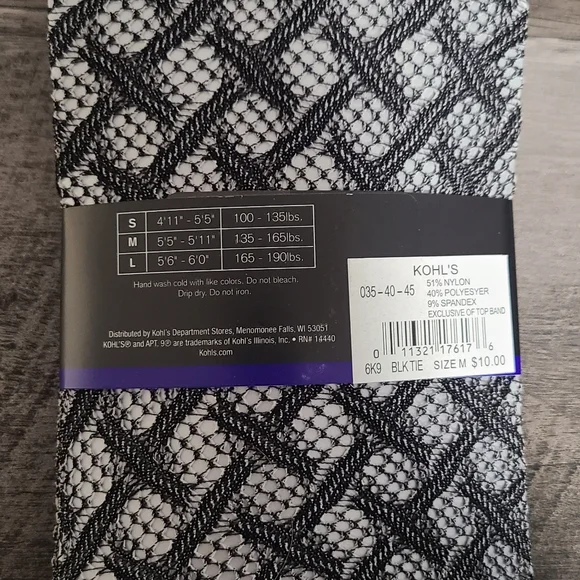 S 4'11" - 5'5" 100 - 135lbs.
M 5'5" - 5'11" 135 - 165lbs.
L 5'6" - 6'0" 165 - 190lbs.
Hand wash cold with like colors. Do not bleach.
Drip dry. Do not iron.
Distributed by Kohl's Department Stores, Menomonee Falls, WI 53051
KOHL'S® and APT. 9® are trademarks of Kohl's Illinois, Inc. • RN# 14440
Kohls.com
KOHL'S
035-40-45
51% NYLON
40% POLYESYER
9% SPANDEX
EXCLUSIVE OF TOP BAND
0 11321 17617 6
6K9 BLK TIE SIZE M $10.00